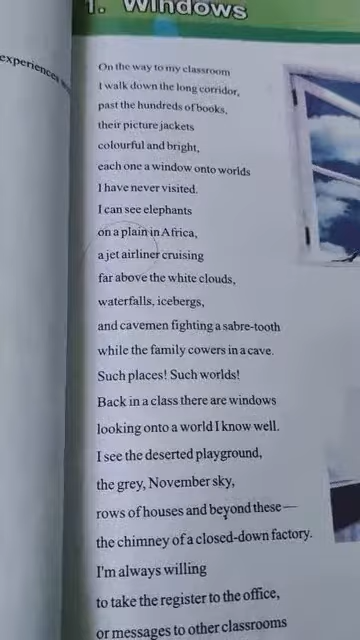 experiences
1. Windows
On the way to my classroom
I walk down the long corridor,
past the hundreds of books,
their picture jackets
colourful and bright,
each one a window onto worlds
I have never visited.
I can see elephants
on a plain in Africa,
a jet airliner cruising
far above the white clouds,
waterfalls, icebergs,
and cavemen fighting a sabre-tooth
while the family cowers in a cave.
Such places! Such worlds!
Back in a class there are windows
looking onto a world I know well.
I see the deserted playground,
the grey, November sky,
rows of houses and beyond these—
the chimney of a closed-down factory.
I'm always willing
to take the register to the office,
or messages to other classrooms